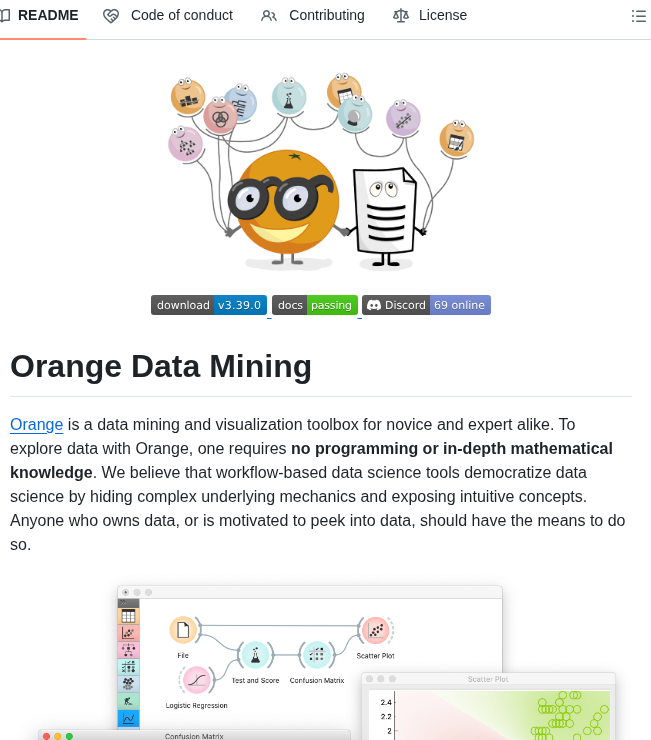 README Code of conduct Contributing License
download v3.39.0 docs passing Discord 69 online
Orange Data Mining
Orange is a data mining and visualization toolbox for novice and expert alike. To
explore data with Orange, one requires no programming or in-depth mathematical
knowledge. We believe that workflow-based data science tools democratize data
science by hiding complex underlying mechanics and exposing intuitive concepts.
Anyone who owns data, or is motivated to peek into data, should have the means to do
so.
File
Test and Score
Confusion Matrix
Scatter Plot
Logistic Regression
Scatter Plot
2.4
2.2
2
Confusion Matrix